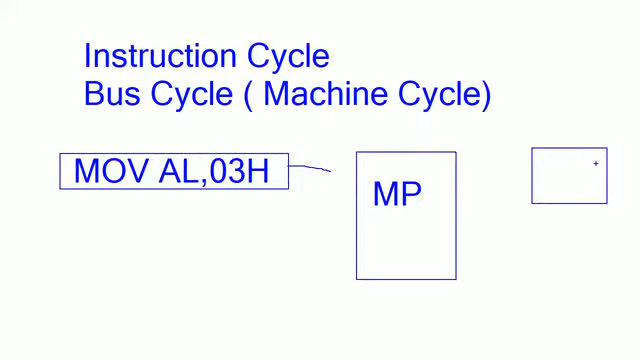 Instruction Cycle
Bus Cycle ( Machine Cycle)
MOV AL,03H
MP